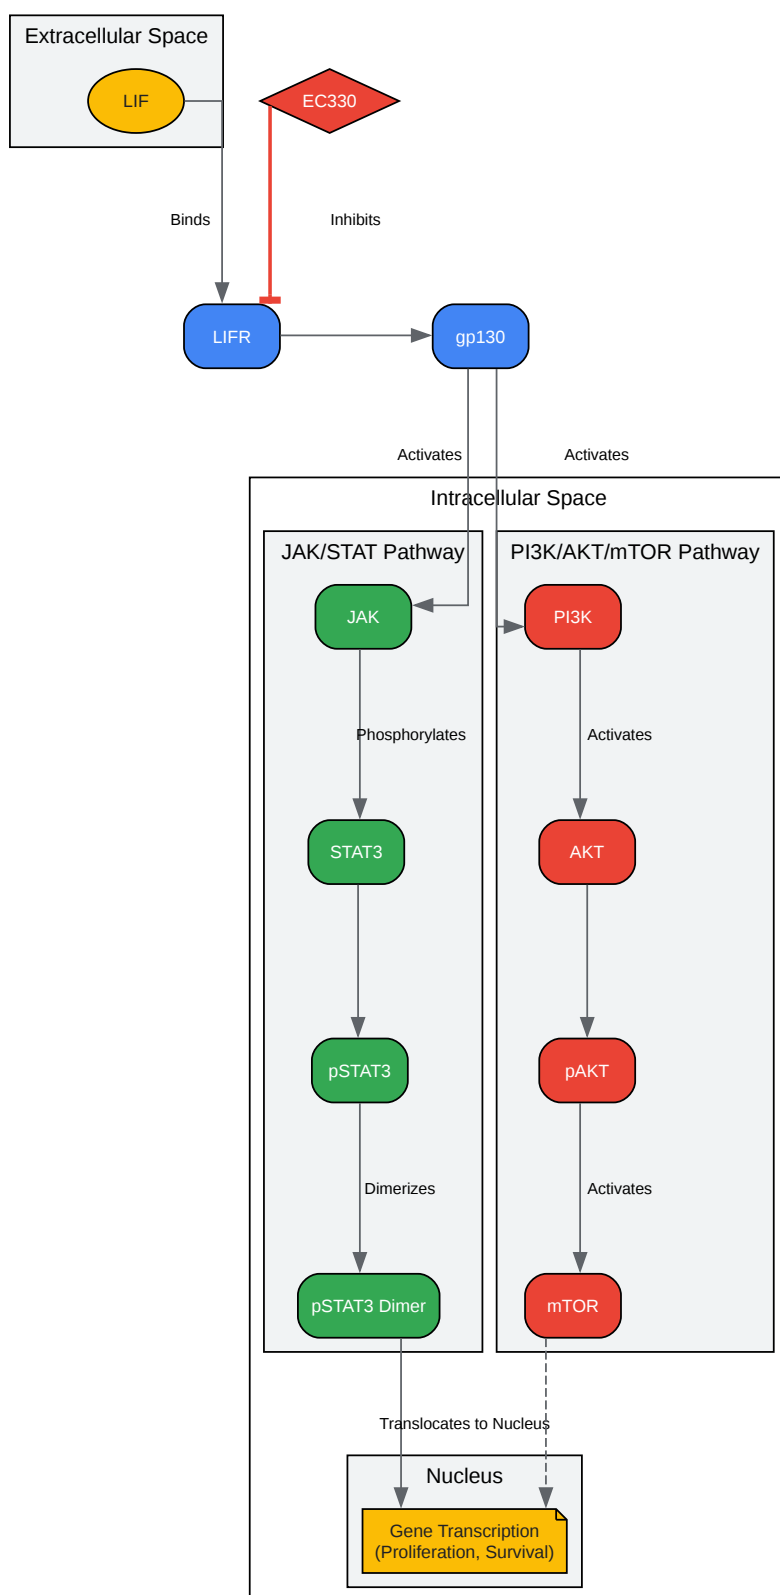 Extracellular Space
LIF
EC330
Binds
Inhibits
LIFR
gp130
Activates
Activates
Intracellular Space
JAK/STAT Pathway
PI3K/AKT/mTOR Pathway
JAK
PI3K
Phosphorylates
Activates
STAT3
AKT
pSTAT3
pAKT
Dimerizes
Activates
pSTAT3 Dimer
mTOR
Translocates to Nucleus
Nucleus
Gene Transcription
(Proliferation, Survival)